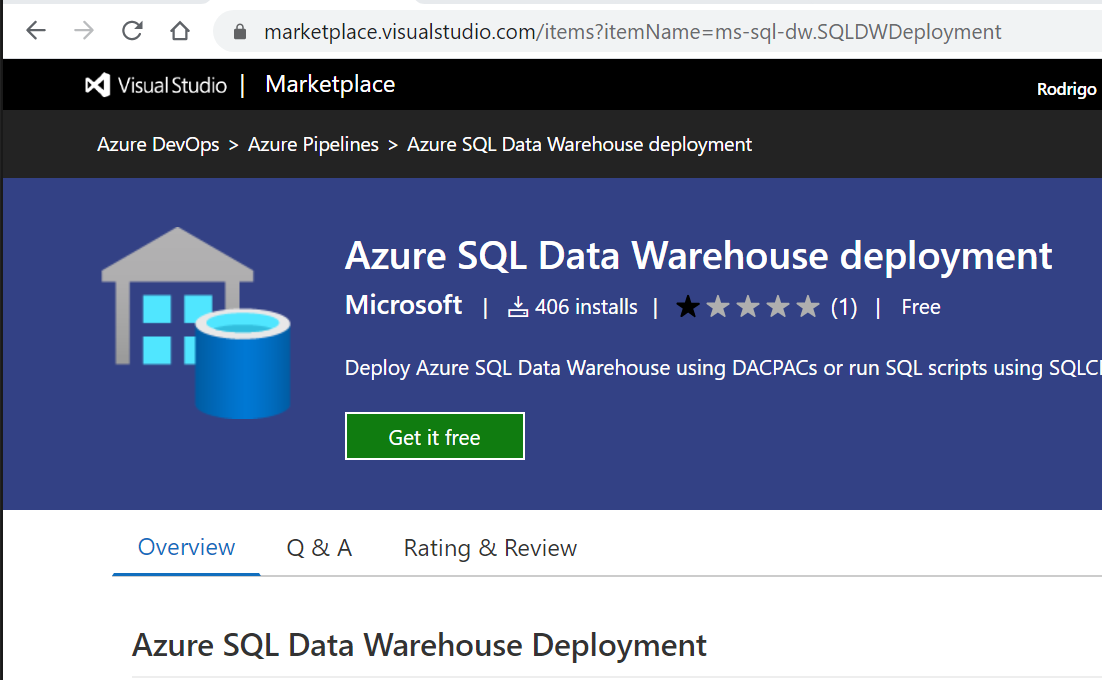 marketplace.visualstudio.com/items?itemName=ms-sql-dw.SQLDWDeployment
Visual Studio | Marketplace
Rodrigo
Azure DevOps > Azure Pipelines > Azure SQL Data Warehouse deployment
Azure SQL Data Warehouse deployment
Microsoft | 406 installs | (1) | Free
Deploy Azure SQL Data Warehouse using DACPACs or run SQL scripts using
Get it free
Overview Q & A Rating & Review
Azure SQL Data Warehouse Deployment